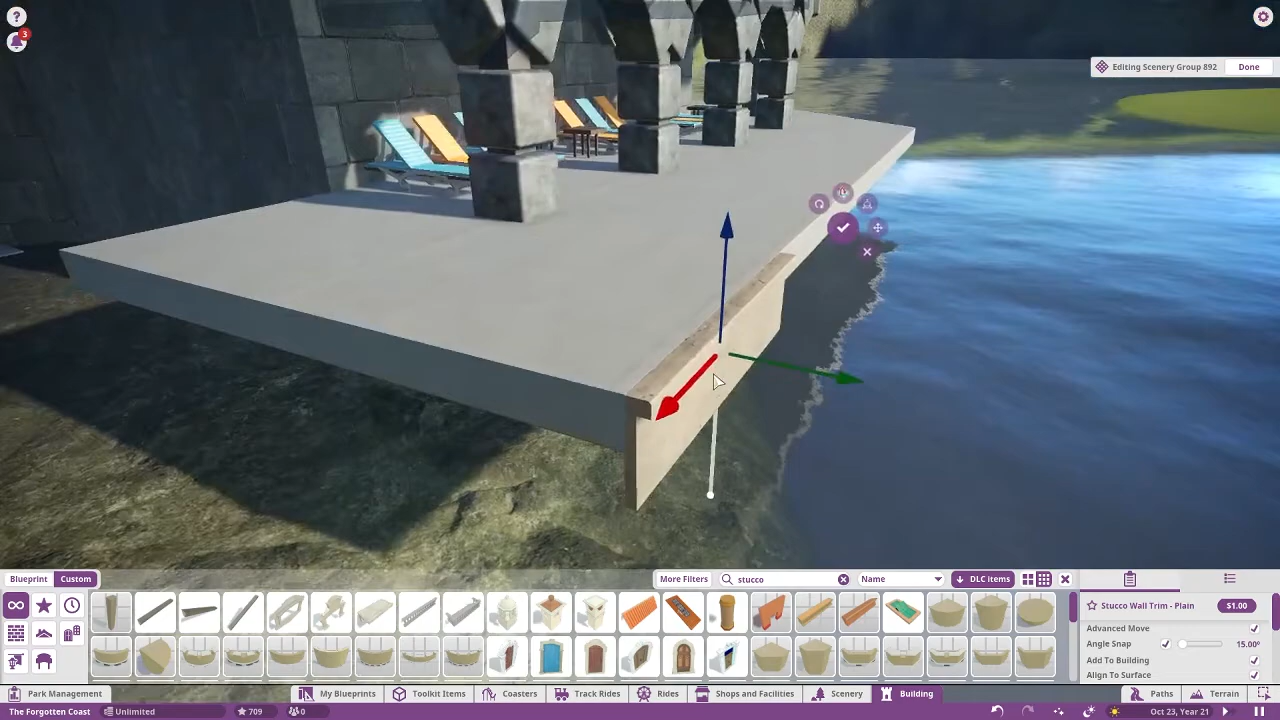 ?
3
Editing Scenery Group 892 Done
Blueprint Custom More Filters stucco Name DLC items
Stucco Wall Trim - Plain $1.00
Advanced Move
Angle Snap 15.00°
Add To Building
Align To Surface
Park Management My Blueprints Toolkit Items Coasters Track Rides Rides Shops and Facilities Scenery Building Paths Terrain
The Forgotten Coast Unlimited 709 0 Oct 23, Year 21